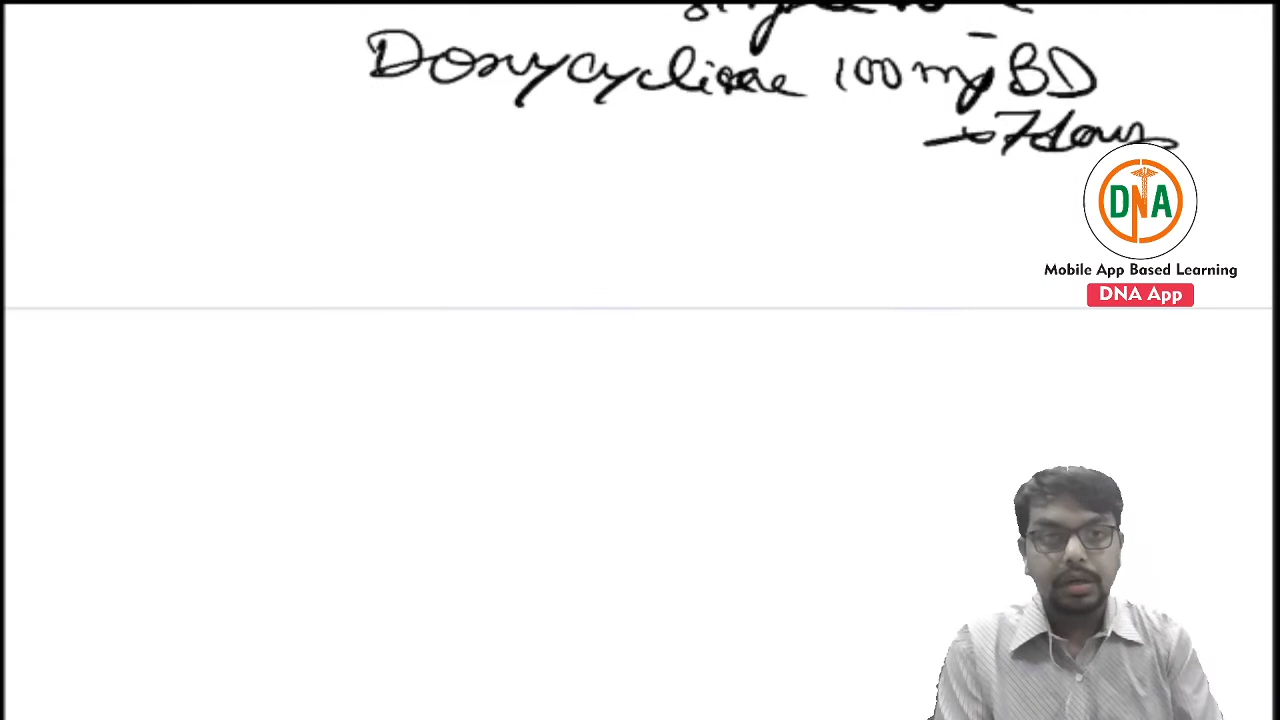 Doxycycline 100 mg BD
x 7 days
DNA
Mobile App Based Learning
DNA App